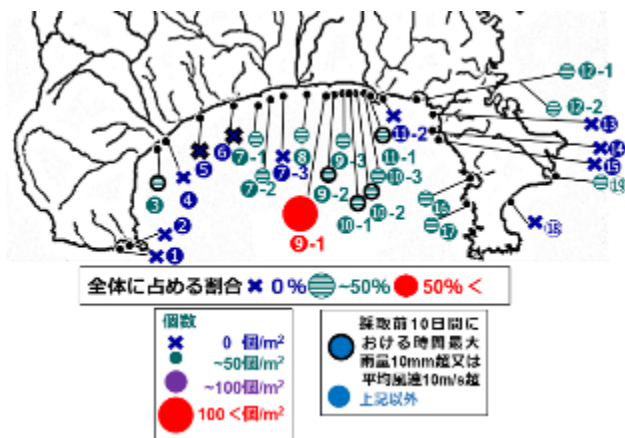 ⑫-1
⑫-2
⑪-2
⑬
⑭
⑮
⑥
⑤
⑦-1
⑧
⑨-3
⑪-1
⑦-3
④
③
⑦-2
⑨-2
⑩-3
⑲
⑩-2
⑯
⑩-1
⑰
⑱
②
⑨-1
①
全体に占める割合 × 0% ~50% 50%<
個数
× 0 個/m²
~50個/m²
~100個/m²
100<個/m²
採取前10日間に
おける時間最大
雨量10mm超又は
平均風速10m/s超
上記以外